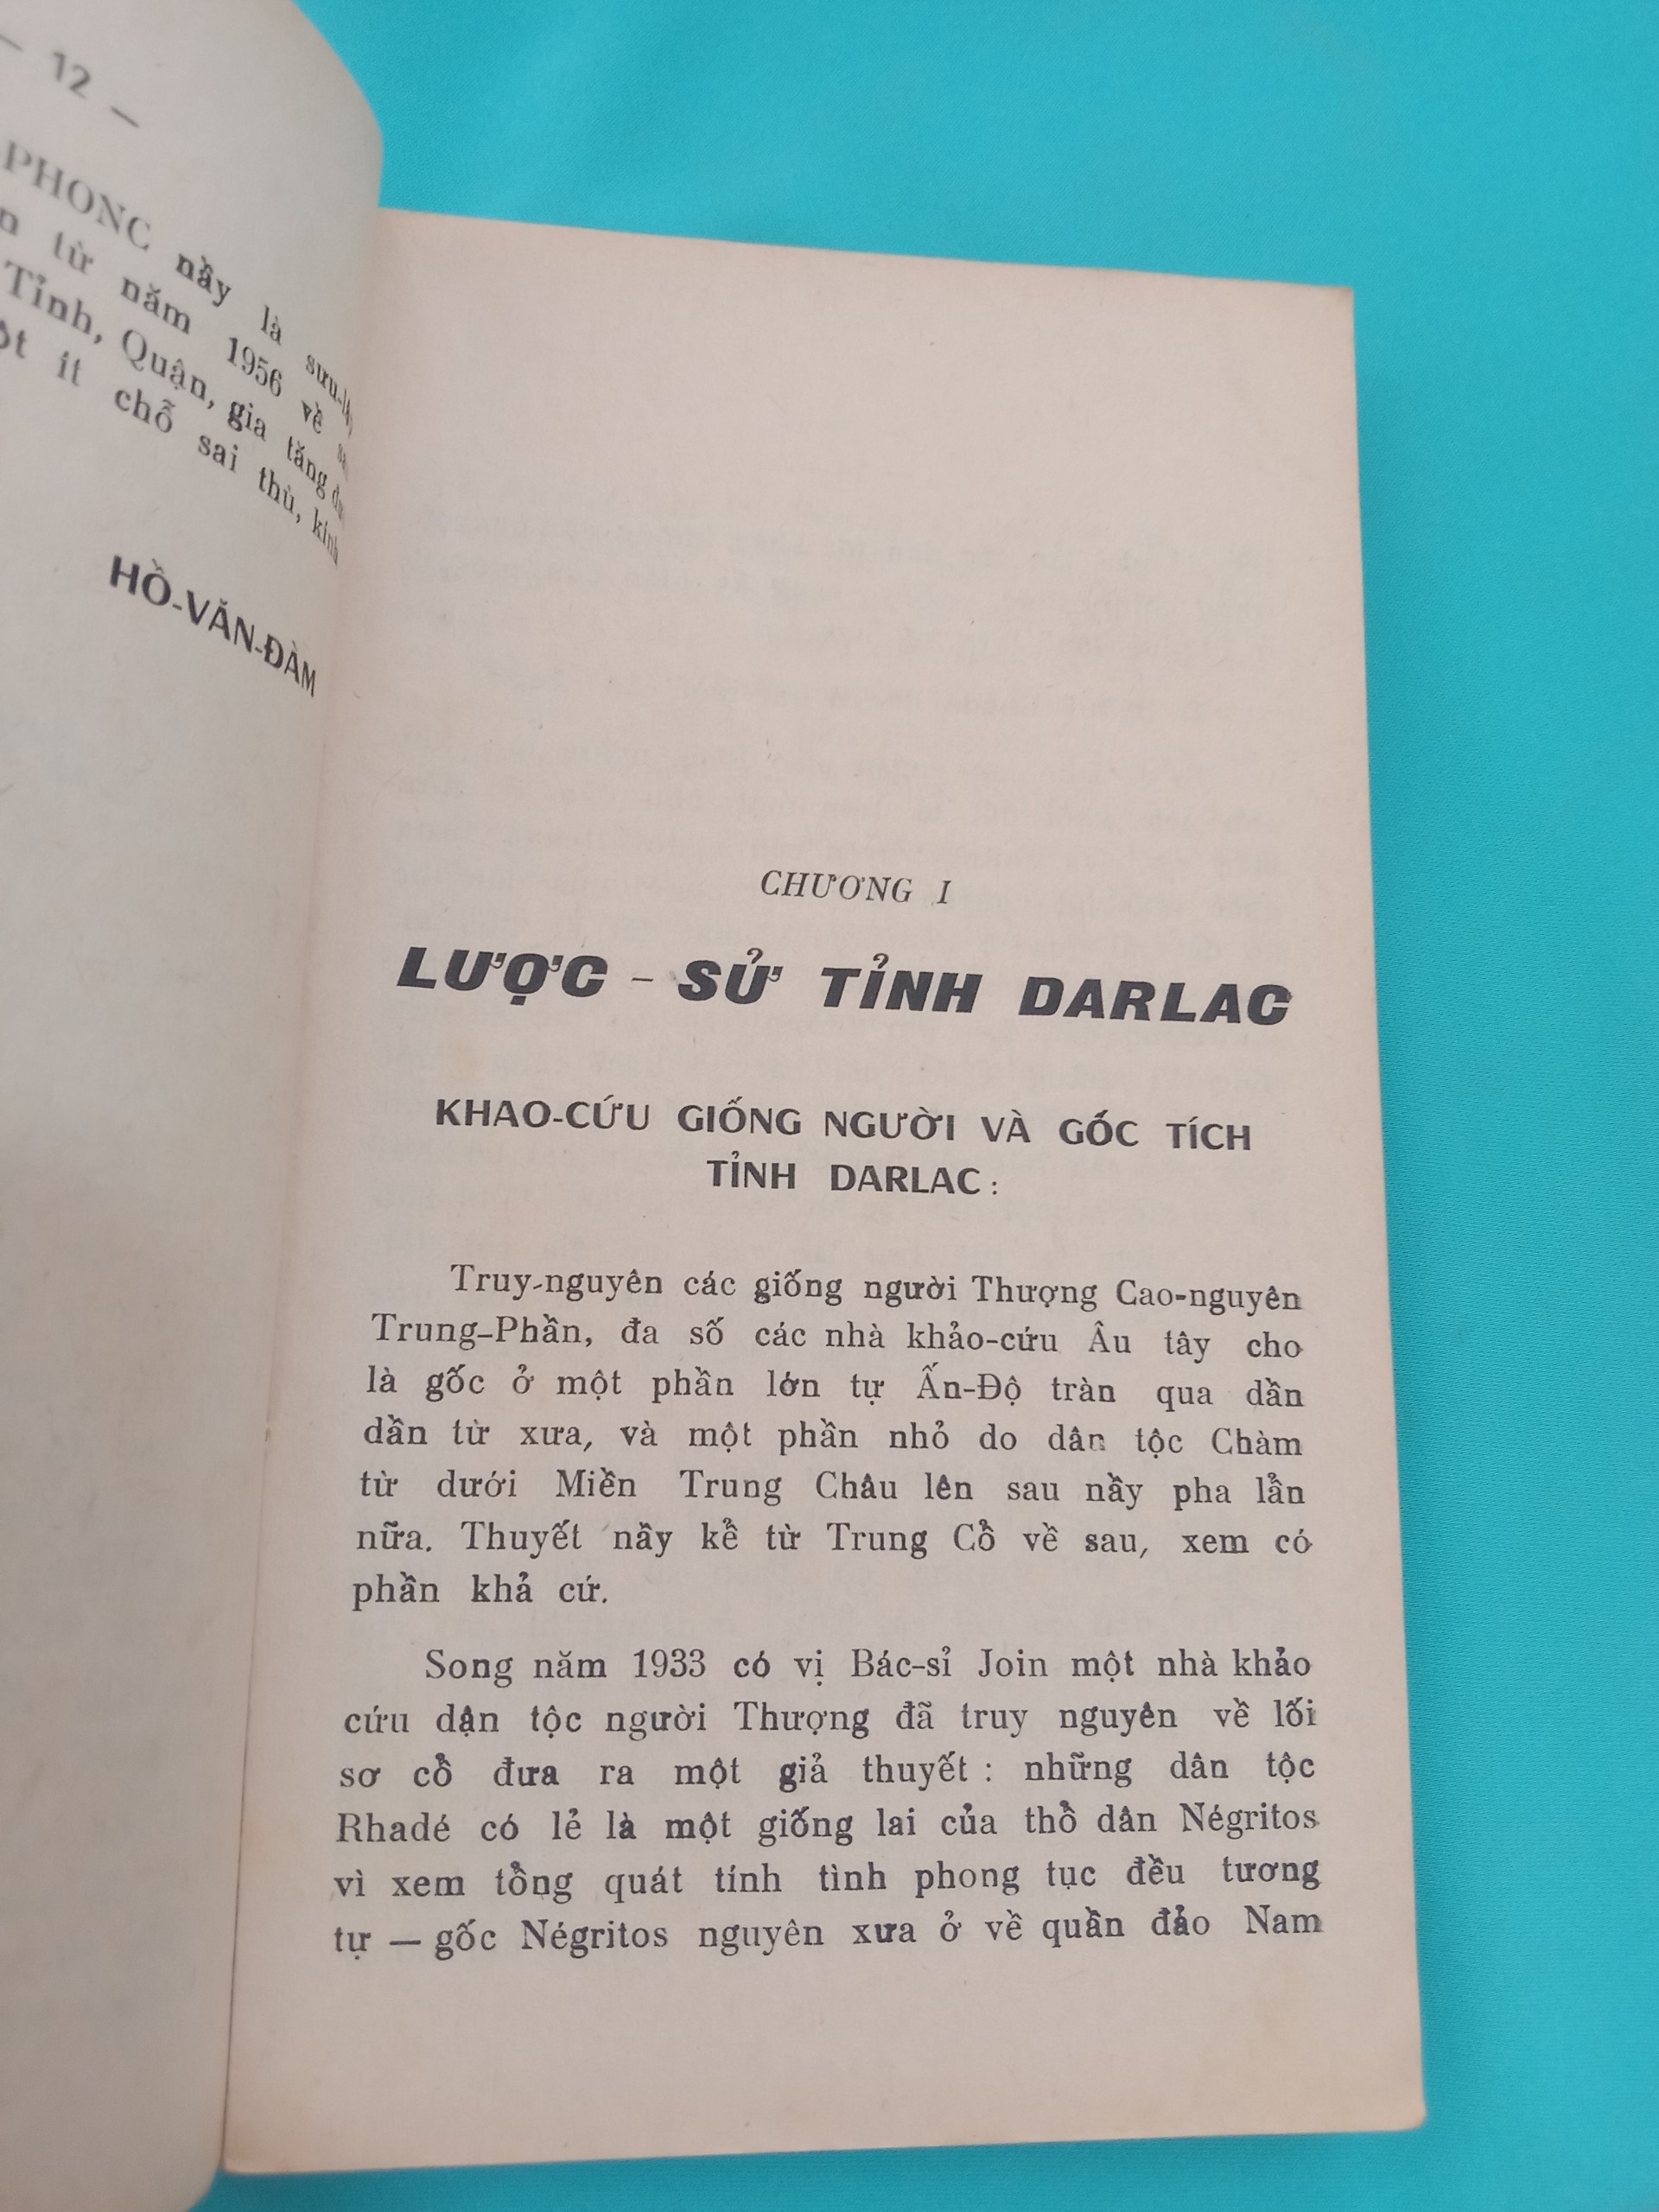 — 12 —
PHONC nầy là sưu-
từ năm 1956 về
Tỉnh, Quận, gia tăng
ít chỗ sai thù, kính
HỒ-VĂN-ĐÀM
CHƯƠNG I
LƯỢC - SỬ TỈNH DARLAC
KHAO-CỨU GIỐNG NGƯỜI VÀ GỐC TÍCH
TỈNH DARLAC :
Truy-nguyên các giống người Thượng Cao-nguyên
Trung-Phần, đa số các nhà khảo-cứu Âu tây cho
là gốc ở một phần lớn tự Ấn-Độ tràn qua dần
dần từ xưa, và một phần nhỏ do dân tộc Chàm
từ dưới Miền Trung Châu lên sau nầy pha lẫn
nữa. Thuyết nầy kể từ Trung Cổ về sau, xem có
phần khả cứ.
Song năm 1933 có vị Bác-sỉ Join một nhà khảo
cứu dận tộc người Thượng đã truy nguyên về lối
sơ cổ đưa ra một giả thuyết : những dân tộc
Rhadé có lẻ là một giống lai của thổ dân Négritos
vì xem tổng quát tính tình phong tục đều tương
tự — gốc Négritos nguyên xưa ở về quần đảo Nam